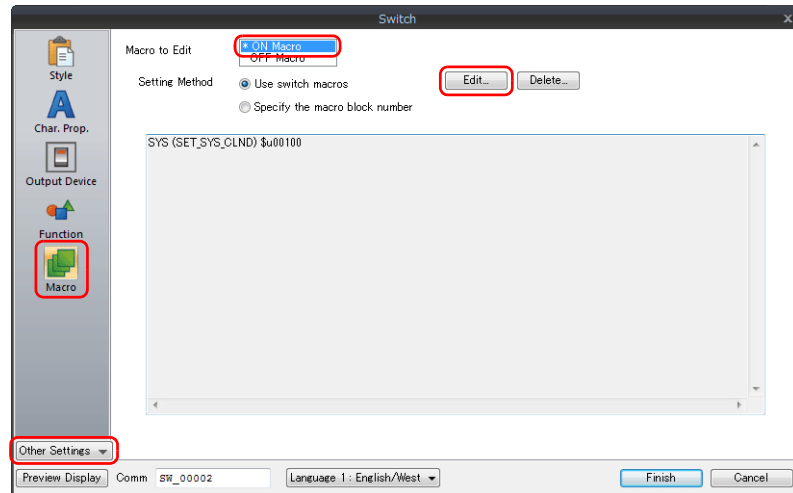 Switch
x
Style
Char. Prop.
Output Device
Function
Macro
Other Settings
Macro to Edit
* ON Macro
OFF Macro
Setting Method
Use switch macros
Edit...
Delete...
Specify the macro block number
SYS (SET_SYS_CLND) $u00100
Preview Display
Comm
SW_00002
Language 1 : English/West
Finish
Cancel